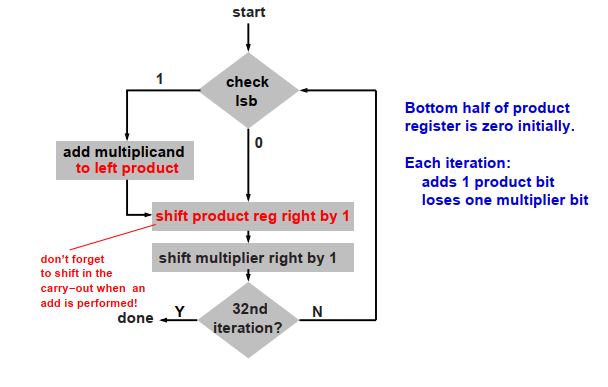 start
1
check
lsb
0
add multiplicand
to left product
shift product reg right by 1
don't forget
to shift in the
carry-out when an
add is performed!
shift multiplier right by 1
32nd
iteration?
Y
N
done
Bottom half of product
register is zero initially.
Each iteration:
adds 1 product bit
loses one multiplier bit